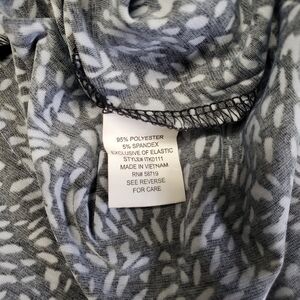 95% POLYESTER
5% SPANDEX
EXCLUSIVE OF ELASTIC
STYLE# ITK0111
MADE IN VIETNAM
RN# 58719
SEE REVERSE
FOR CARE